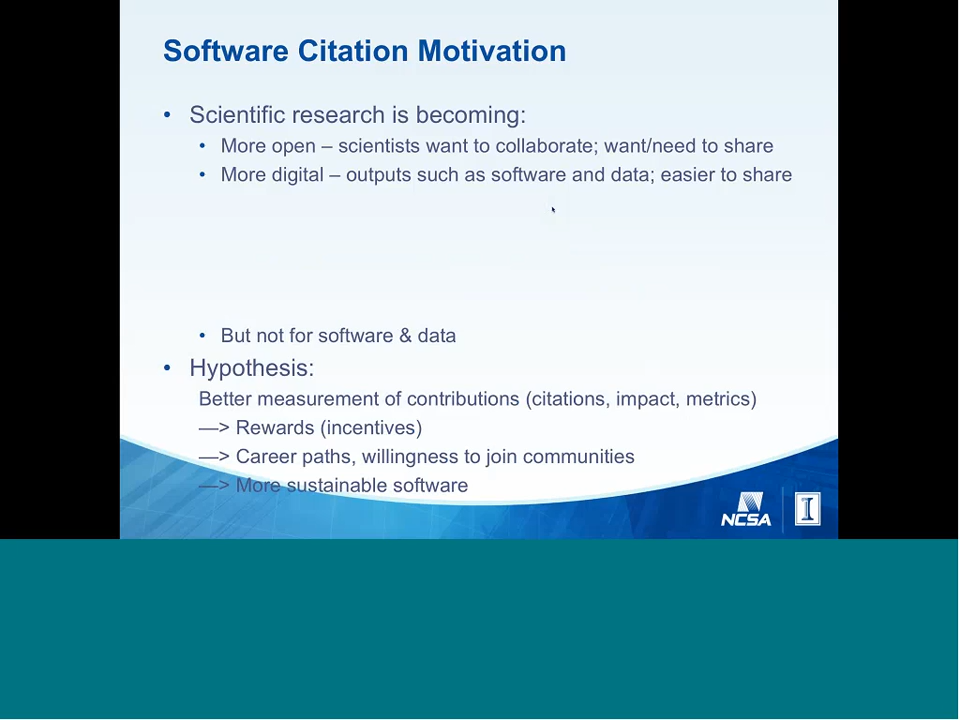 Software Citation Motivation
• Scientific research is becoming:
• More open – scientists want to collaborate; want/need to share
• More digital – outputs such as software and data; easier to share
• But not for software & data
• Hypothesis:
Better measurement of contributions (citations, impact, metrics)
—> Rewards (incentives)
—> Career paths, willingness to join communities
—> More sustainable software
NCSA
I